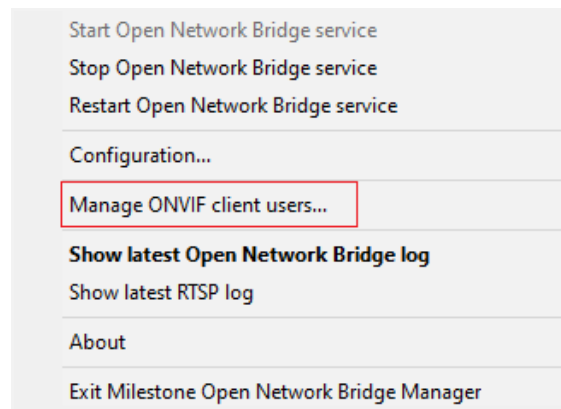 Start Open Network Bridge service
Stop Open Network Bridge service
Restart Open Network Bridge service
Configuration...
Manage ONVIF client users...
Show latest Open Network Bridge log
Show latest RTSP log
About
Exit Milestone Open Network Bridge Manager